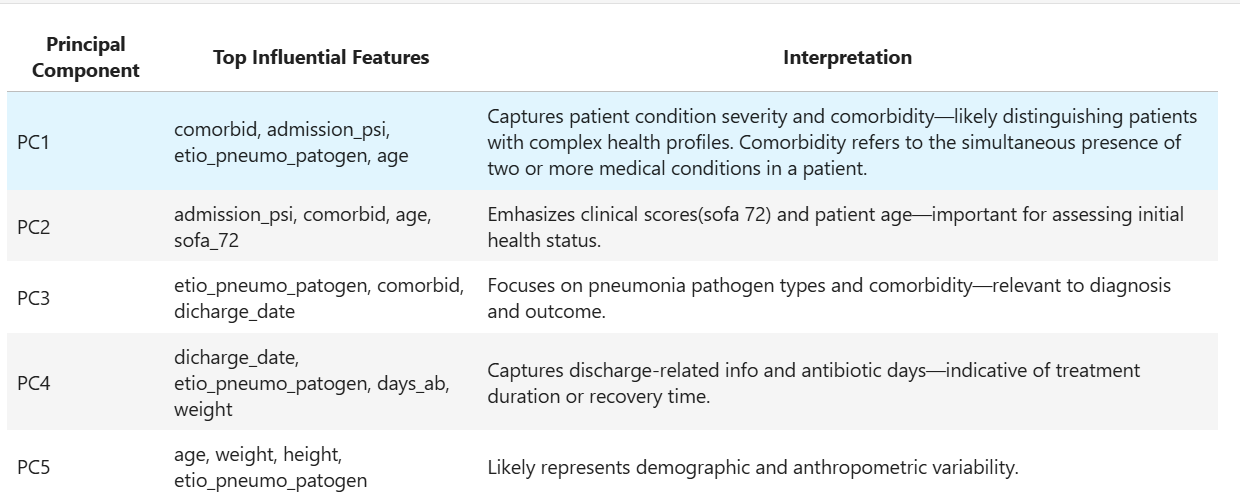 Principal
Component
Top Influential Features
Interpretation
PC1
comorbid, admission_psi,
etio_pneumo_patogen, age
Captures patient condition severity and comorbidity—likely distinguishing patients
with complex health profiles. Comorbidity refers to the simultaneous presence of
two or more medical conditions in a patient.
PC2
admission_psi, comorbid, age,
sofa_72
Emhasizes clinical scores(sofa 72) and patient age—important for assessing initial
health status.
PC3
etio_pneumo_patogen, comorbid,
dicharge_date
Focuses on pneumonia pathogen types and comorbidity—relevant to diagnosis
and outcome.
PC4
dicharge_date,
etio_pneumo_patogen, days_ab,
weight
Captures discharge-related info and antibiotic days—indicative of treatment
duration or recovery time.
PC5
age, weight, height,
etio_pneumo_patogen
Likely represents demographic and anthropometric variability.